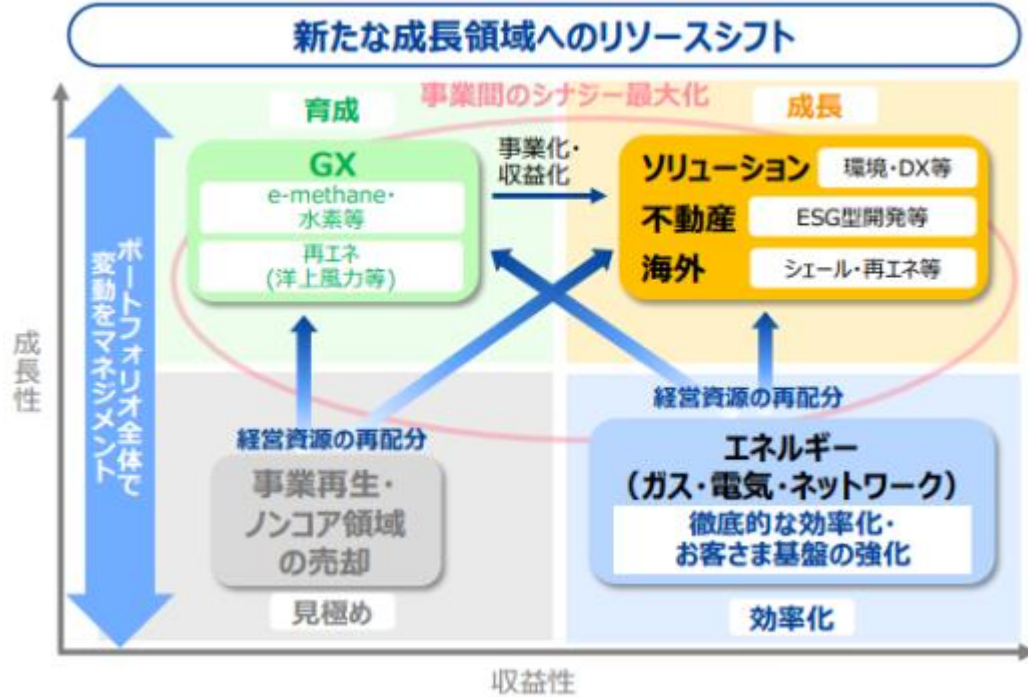 新たな成長領域へのリソースシフト
事業間のシナジー最大化
育成
成長
GX
e-methane・
水素等
再エネ
(洋上風力等)
事業化・
収益化
ソリューション
環境・DX等
不動産
ESG型開発等
海外
シェール・再エネ等
ポートフォリオ全体で
変動をマネジメント
成長性
経営資源の再配分
経営資源の再配分
事業再生・
ノンコア領域
の売却
エネルギー
(ガス・電気・ネットワーク)
徹底的な効率化・
お客さま基盤の強化
見極め
効率化
収益性